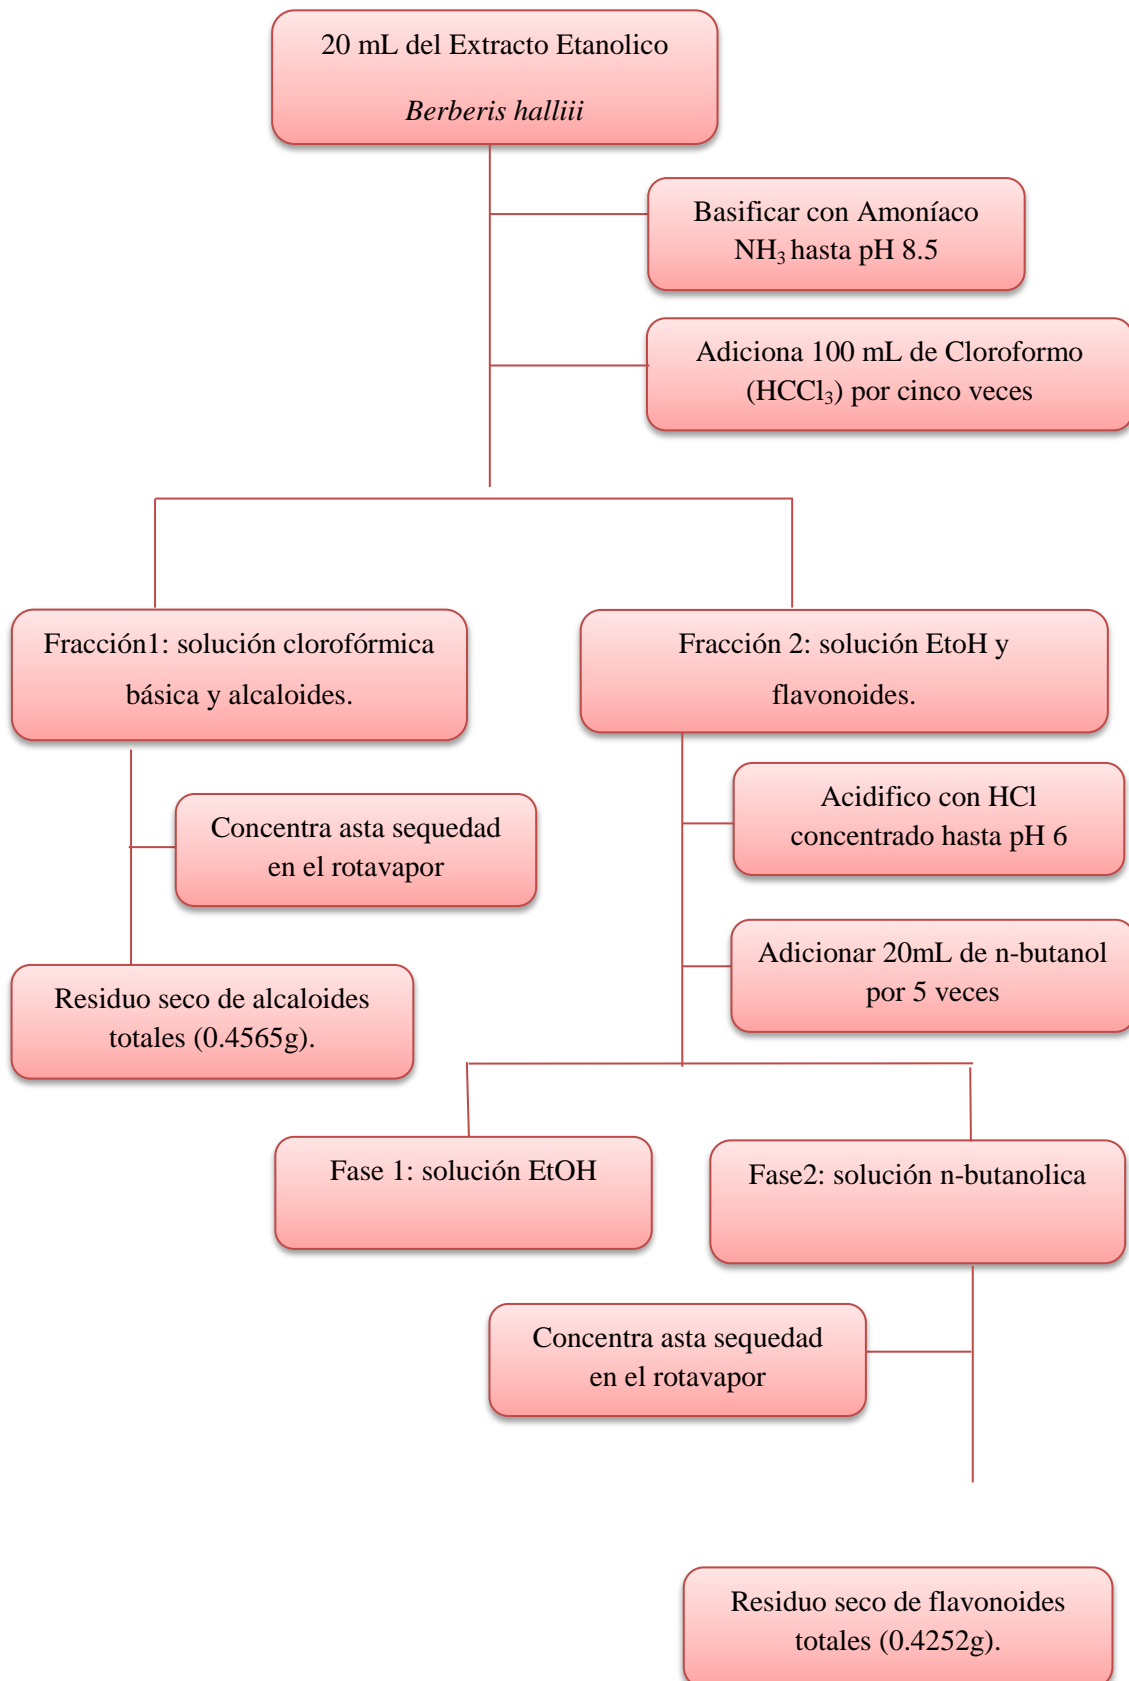 20 mL del Extracto Etanolico
Berberis halliii
Basificar con Amoníaco
NH₃ hasta pH 8.5
Adiciona 100 mL de Cloroformo
(HCCl₃) por cinco veces
Fracción1: solución clorofórmica
básica y alcaloides.
Fracción 2: solución EtoH y
flavonoides.
Acidifico con HCl
concentrado hasta pH 6
Concentra asta sequedad
en el rotavapor
Adicionar 20mL de n-butanol
por 5 veces
Residuo seco de alcaloides
totales (0.4565g).
Fase 1: solución EtOH
Fase2: solución n-butanolica
Concentra asta sequedad
en el rotavapor
Residuo seco de flavonoides
totales (0.4252g).